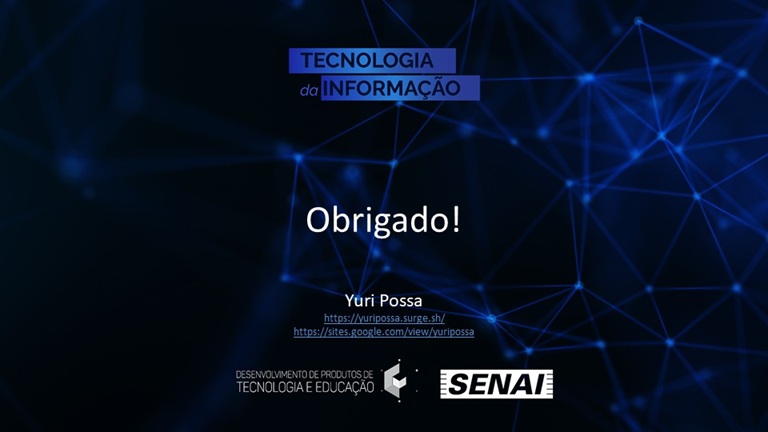 TECNOLOGIA
da INFORMAÇÃO
Obrigado!
Yuri Possa
https://yuripossa.surge.sh/
https://sites.google.com/view/yuripossa
DESENVOLVIMENTO DE PRODUTOS DE
TECNOLOGIA E EDUCAÇÃO
SENAI